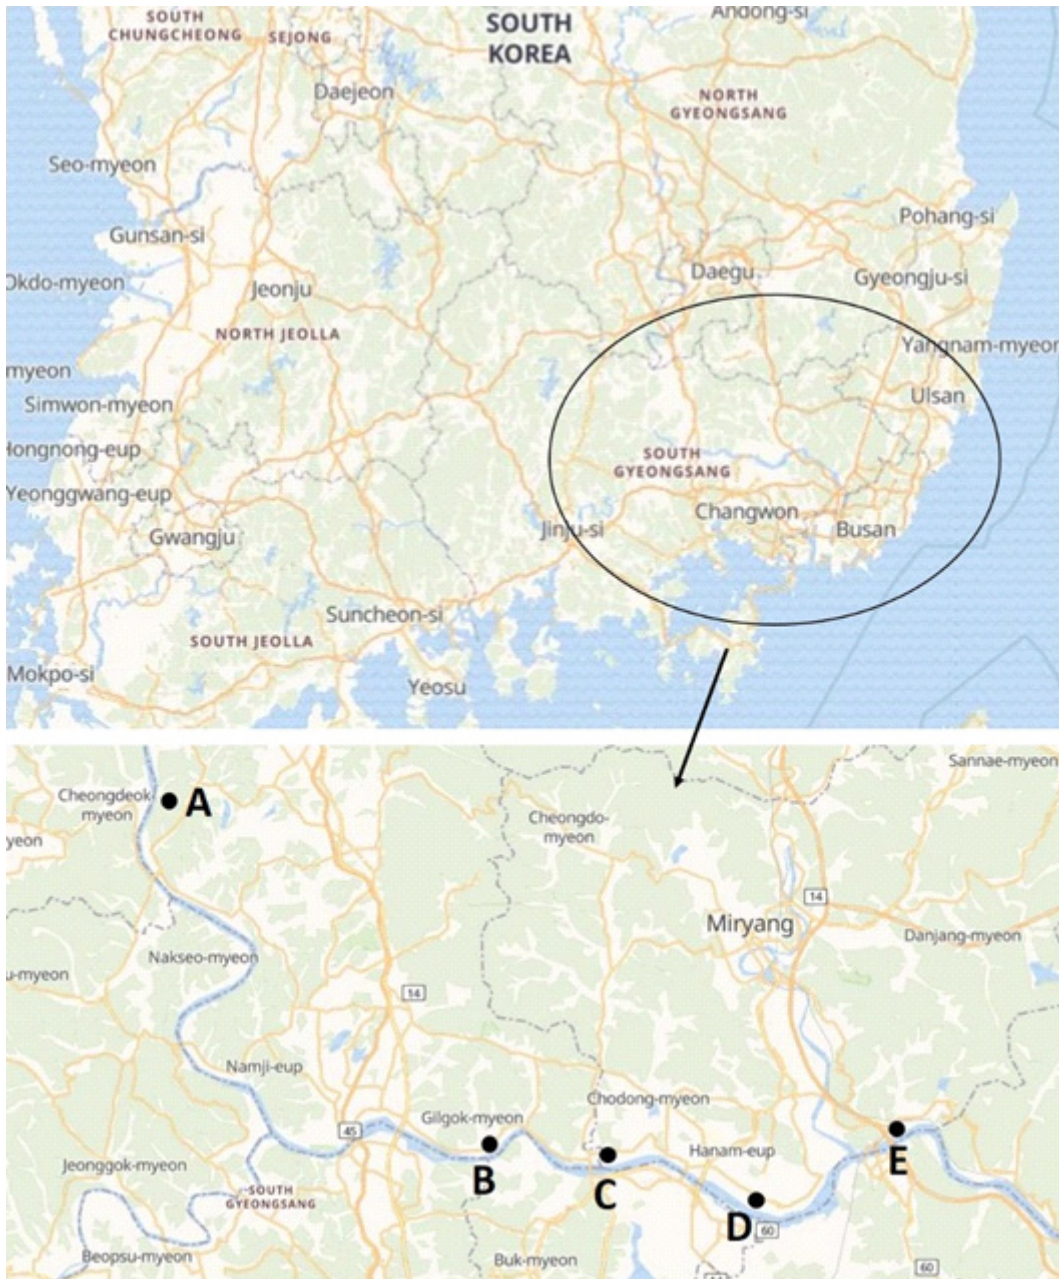 SOUTH
CHUNGCHEONG
SEJONG
SOUTH
KOREA
Andong-si
Daejeon
NORTH
GYEONGSANG
Seo-myeon
Pohang-si
Gunsan-si
Daegu
Gyeongju-si
Okdo-myeon
Jeonju
NORTH JEOLLA
Yangnam-myeon
myeon
Ulsan
Simwon-myeon
Hongnong-eup
SOUTH
GYEONGSANG
Yeonggwang-eup
Changwon
Jinju-si
Busan
Gwangju
Suncheon-si
SOUTH JEOLLA
Mokpo-si
Yeosu
Sannae-myeon
Cheongdeok
myeon
A
Cheongdo-
myeon
yeon
14
Miryang
Danjang-myeon
Nakseo-myeon
u-myeon
14
Namji-eup
Chodong-myeon
Gilgok-myeon
45
Hanam-eup
Jeonggok-myeon
B
C
E
SOUTH
GYEONGSANG
D
60
Beopsu-myeon
Buk-myeon
60